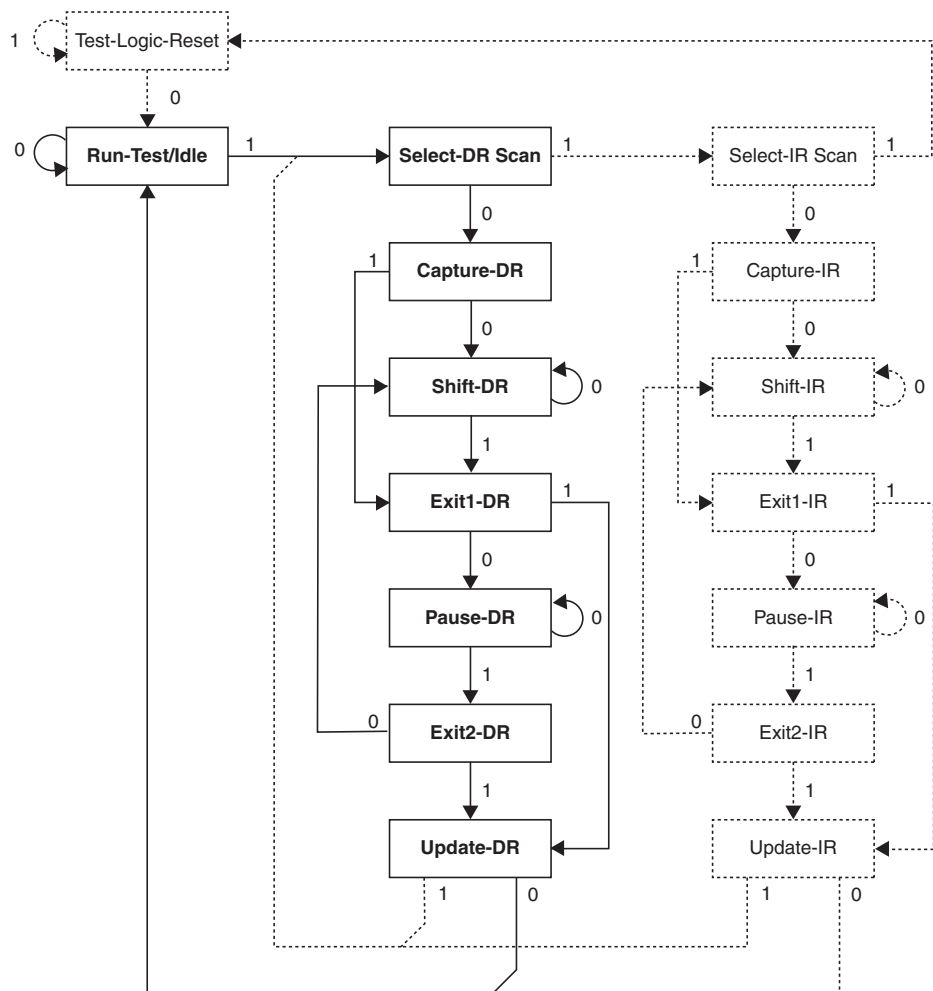 1 Test-Logic-Reset
0
0 Run-Test/Idle 1 Select-DR Scan 1 Select-IR Scan 1
0 0
1 Capture-DR 1 Capture-IR
0 0
Shift-DR 0 Shift-IR 0
1 1
Exit1-DR 1 Exit1-IR 1
0 0
Pause-DR 0 Pause-IR 0
1 1
0 Exit2-DR 0 Exit2-IR
1 1
Update-DR Update-IR
1 0 1 0